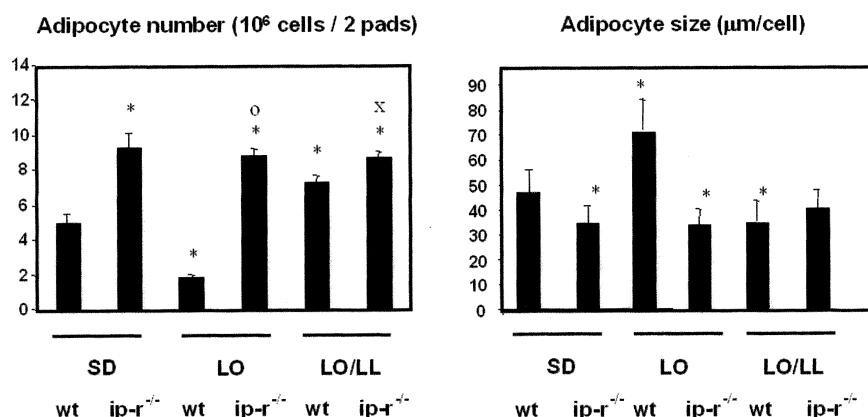 Adipocyte number (10⁶ cells / 2 pads)
14
12
10
8
6
4
2
0
*
*
o
*
*
x
*
SD
LO
LO/LL
wt ip-r⁻/⁻ wt ip-r⁻/⁻ wt ip-r⁻/⁻
Adipocyte size (µm/cell)
90
80
70
60
50
40
30
20
10
0
*
*
*
*
SD
LO
LO/LL
wt ip-r⁻/⁻ wt ip-r⁻/⁻ wt ip-r⁻/⁻